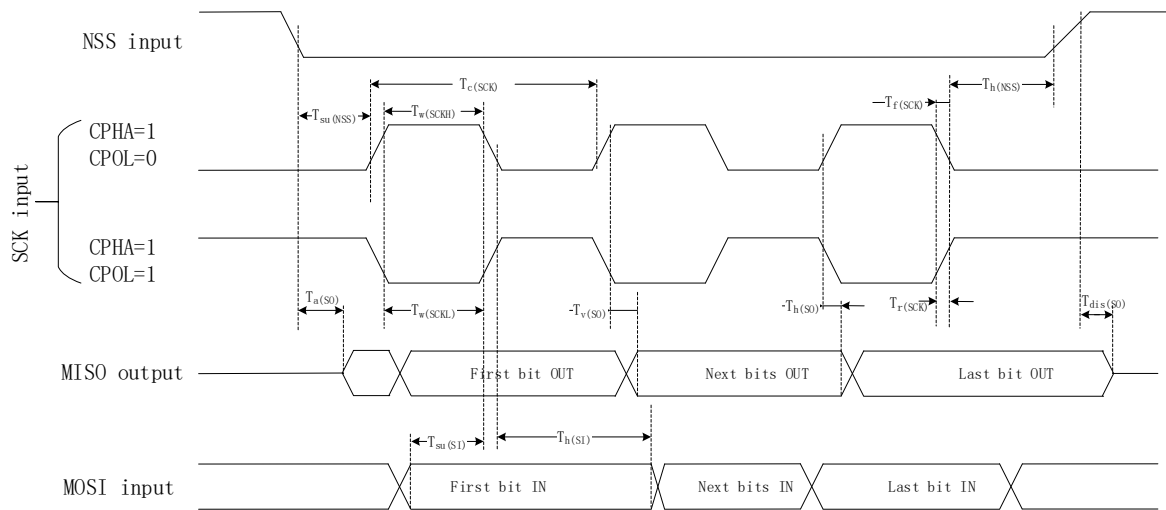 NSS input
Tc(SCK)
Tsu(NSS)
Tw(SCKH)
Tf(SCK)
Th(NSS)
SCK input
CPHA=1
CPOL=0
CPHA=1
CPOL=1
Ta(SO)
Tw(SCKL)
Tv(SO)
Th(SO)
Tr(SCK)
Tdis(SO)
MISO output
First bit OUT
Next bits OUT
Last bit OUT
Tsu(SI)
Th(SI)
MOSI input
First bit IN
Next bits IN
Last bit IN